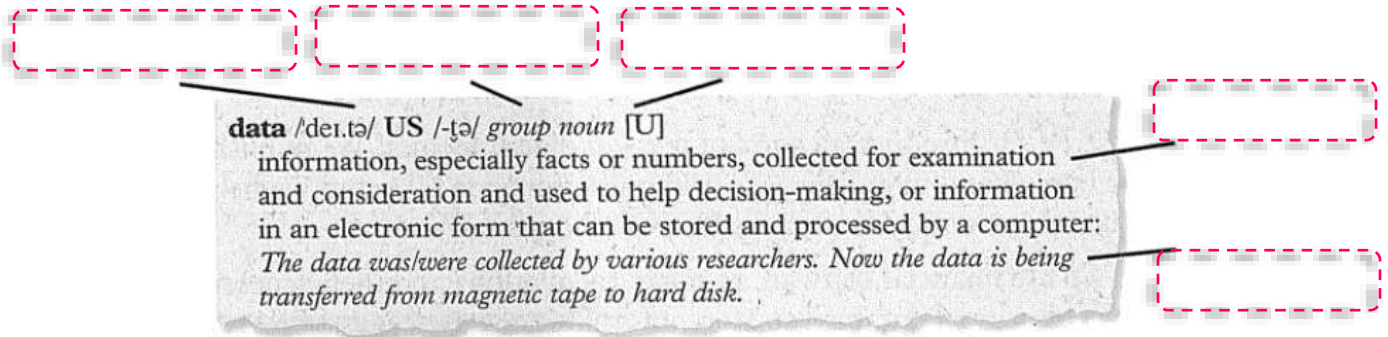 data /ˈdeɪ.tə/ US /-t̬ə/ group noun [U]
information, especially facts or numbers, collected for examination
and consideration and used to help decision-making, or information
in an electronic form that can be stored and processed by a computer:
The data was/were collected by various researchers. Now the data is being
transferred from magnetic tape to hard disk.